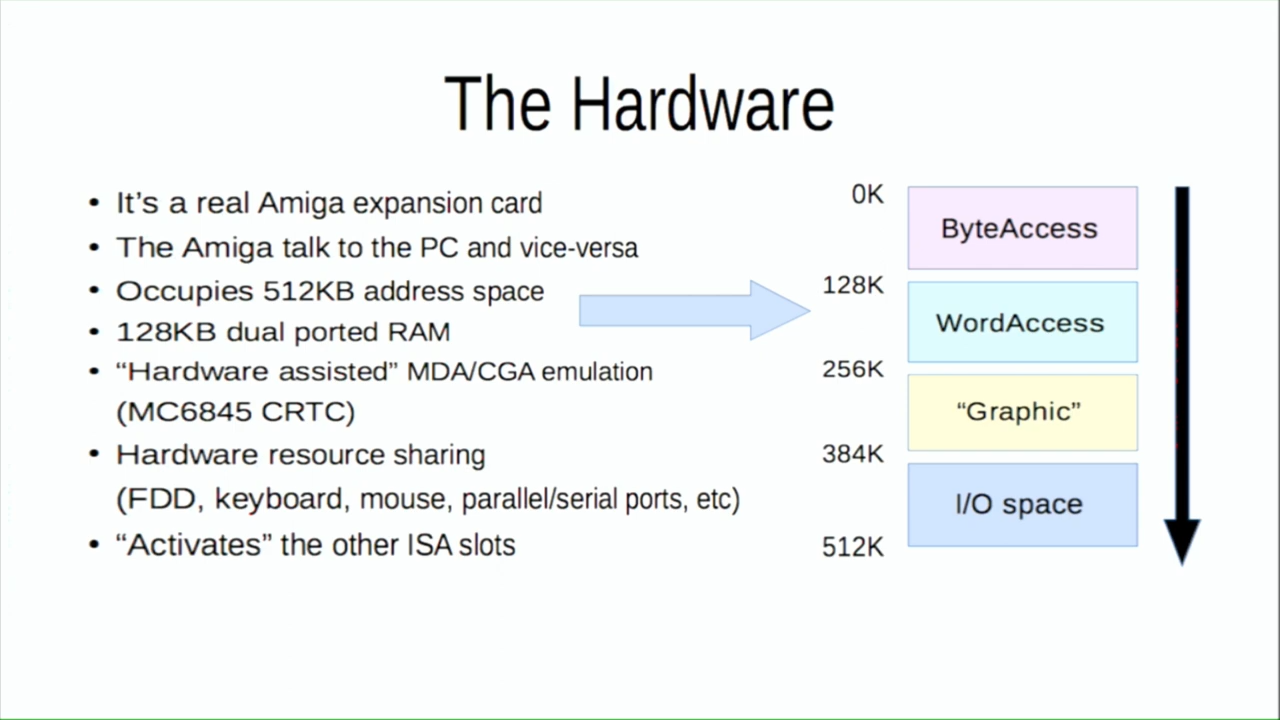 The Hardware
• It’s a real Amiga expansion card
• The Amiga talk to the PC and vice-versa
• Occupies 512KB address space
• 128KB dual ported RAM
• “Hardware assisted” MDA/CGA emulation
(MC6845 CRTC)
• Hardware resource sharing
(FDD, keyboard, mouse, parallel/serial ports, etc)
• “Activates” the other ISA slots
0K
ByteAccess
128K
WordAccess
256K
“Graphic”
384K
I/O space
512K